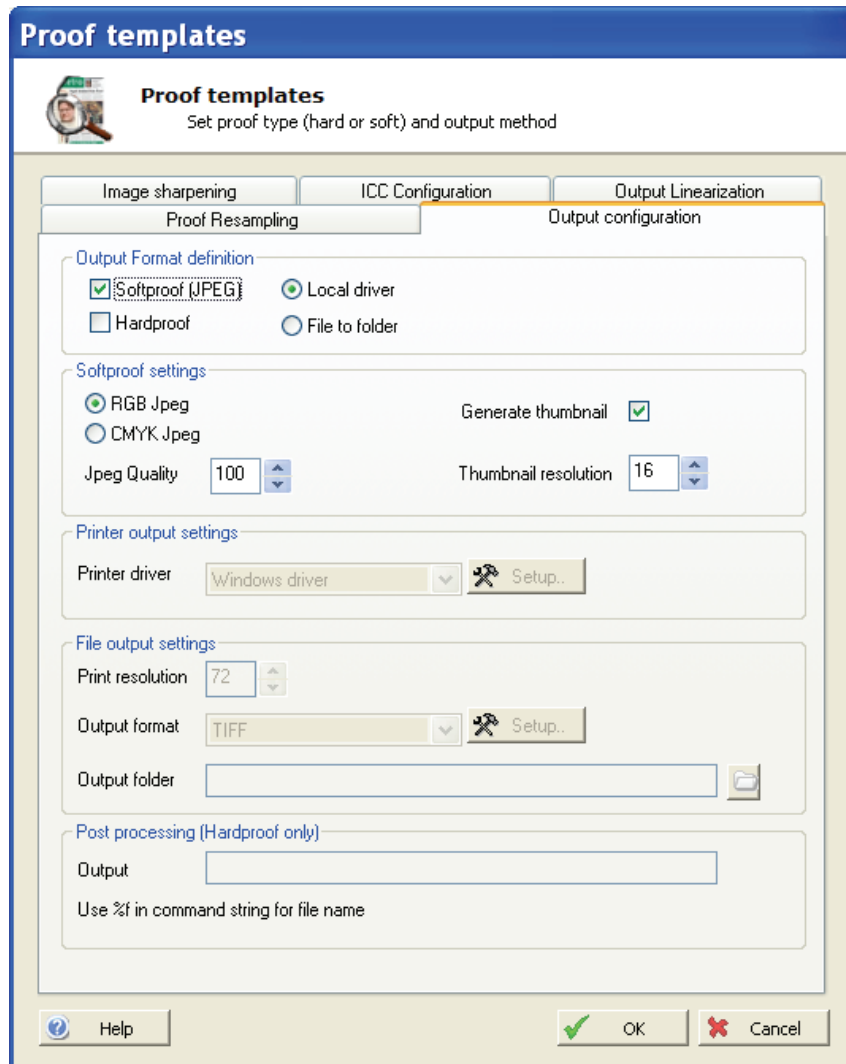 Proof templates
Proof templates
Set proof type (hard or soft) and output method
Image sharpening
ICC Configuration
Output Linearization
Proof Resampling
Output configuration
Output Format definition
Softproof (JPEG)
Local driver
Hardproof
File to folder
Softproof settings
RGB Jpeg
Generate thumbnail
CMYK Jpeg
Jpeg Quality 100
Thumbnail resolution 16
Printer output settings
Printer driver Windows driver Setup..
File output settings
Print resolution 72
Output format TIFF Setup..
Output folder
Post processing (Hardproof only)
Output
Use %f in command string for file name
Help
OK
Cancel